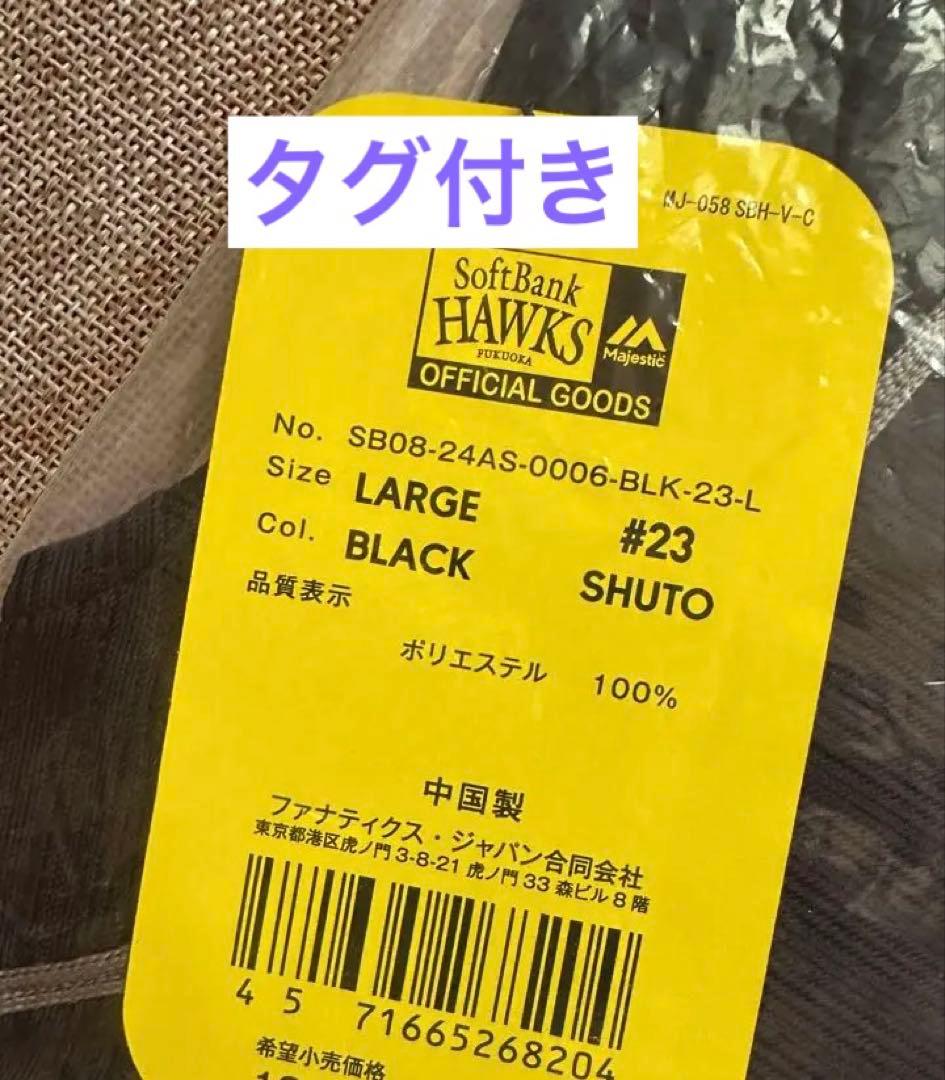 タグ付き
MJ-058 SBH-V-C
SoftBank
HAWKS
FUKUOKA
Majestic
OFFICIAL GOODS
No. SB08-24AS-0006-BLK-23-L
Size LARGE #23
Col. BLACK SHUTO
品質表示
ポリエステル 100%
中国製
ファナティクス・ジャパン合同会社
東京都港区虎ノ門3-8-21 虎ノ門33森ビル8階
4 571665268204
希望小売価格